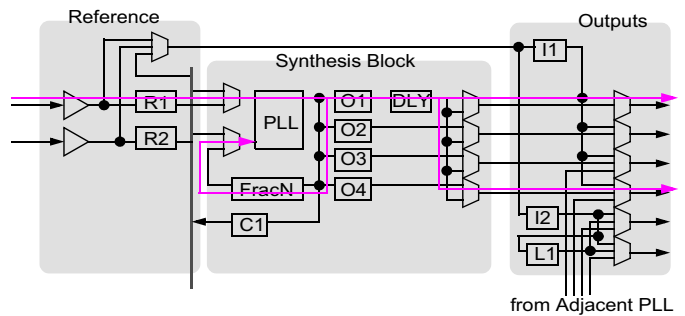 Reference
Outputs
Synthesis Block
I1
R1
O1
DLY
PLL
R2
O2
O3
FracN
O4
C1
I2
L1
from Adjacent PLL